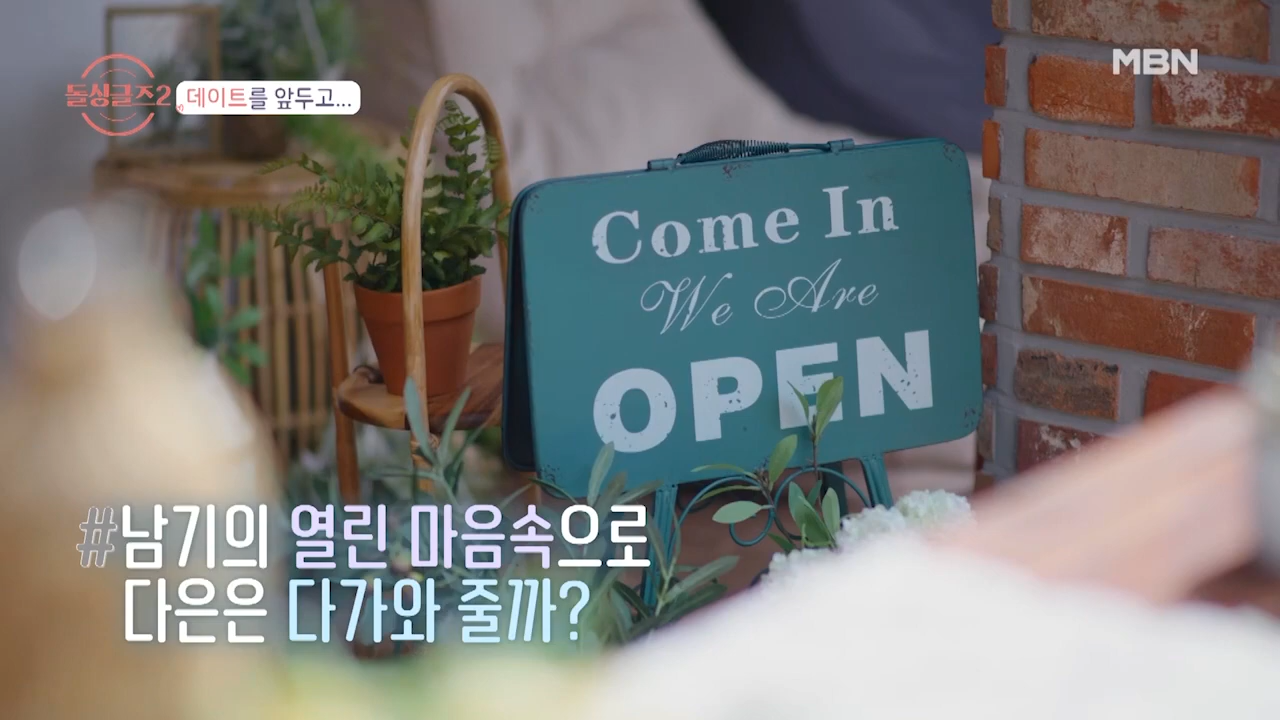 MBN
돌싱글즈2
데이트를 앞두고...
Come In
We Are
OPEN
#남기의 열린 마음속으로
다은은 다가와 줄까?